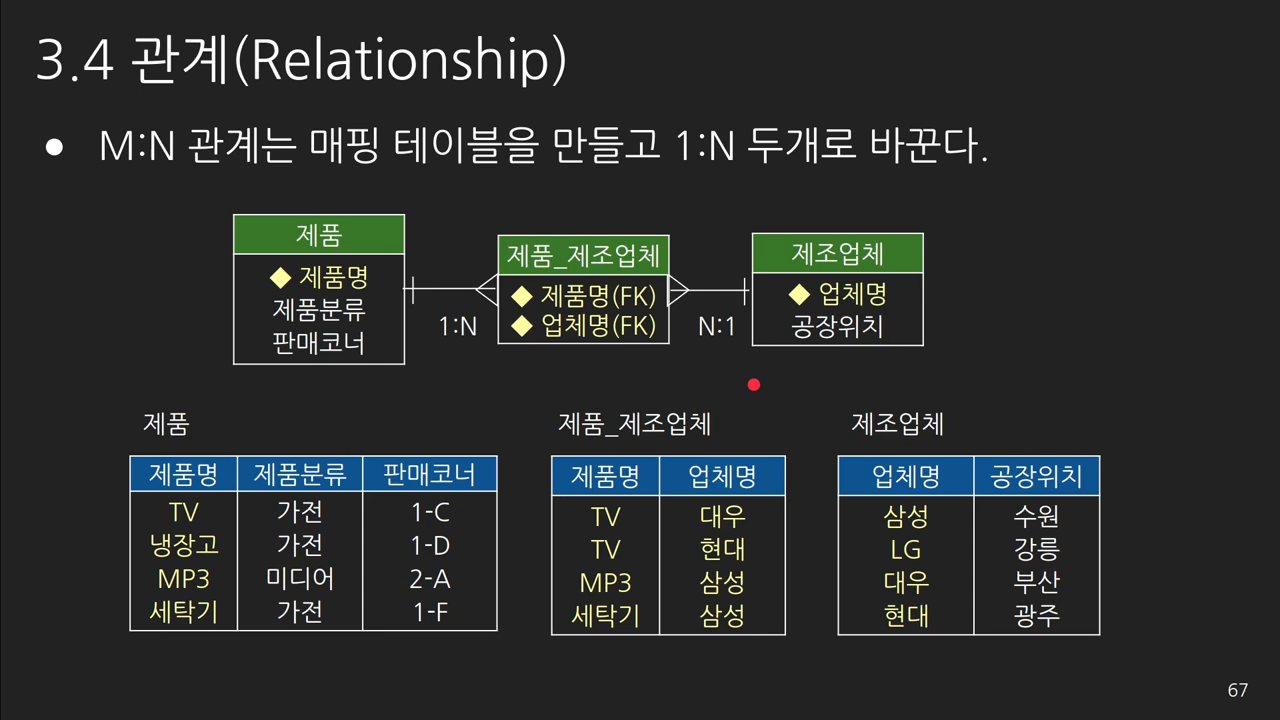 3.4 관계(Relationship)
● M:N 관계는 매핑 테이블을 만들고 1:N 두개로 바꾼다.
제품
◆ 제품명
제품분류
판매코너
1:N
제품_제조업체
◆ 제품명(FK)
◆ 업체명(FK)
N:1
제조업체
◆ 업체명
공장위치
제품
제품명 제품분류 판매코너
TV 가전 1-C
냉장고 가전 1-D
MP3 미디어 2-A
세탁기 가전 1-F
제품_제조업체
제품명 업체명
TV 대우
TV 현대
MP3 삼성
세탁기 삼성
제조업체
업체명 공장위치
삼성 수원
LG 강릉
대우 부산
현대 광주
67